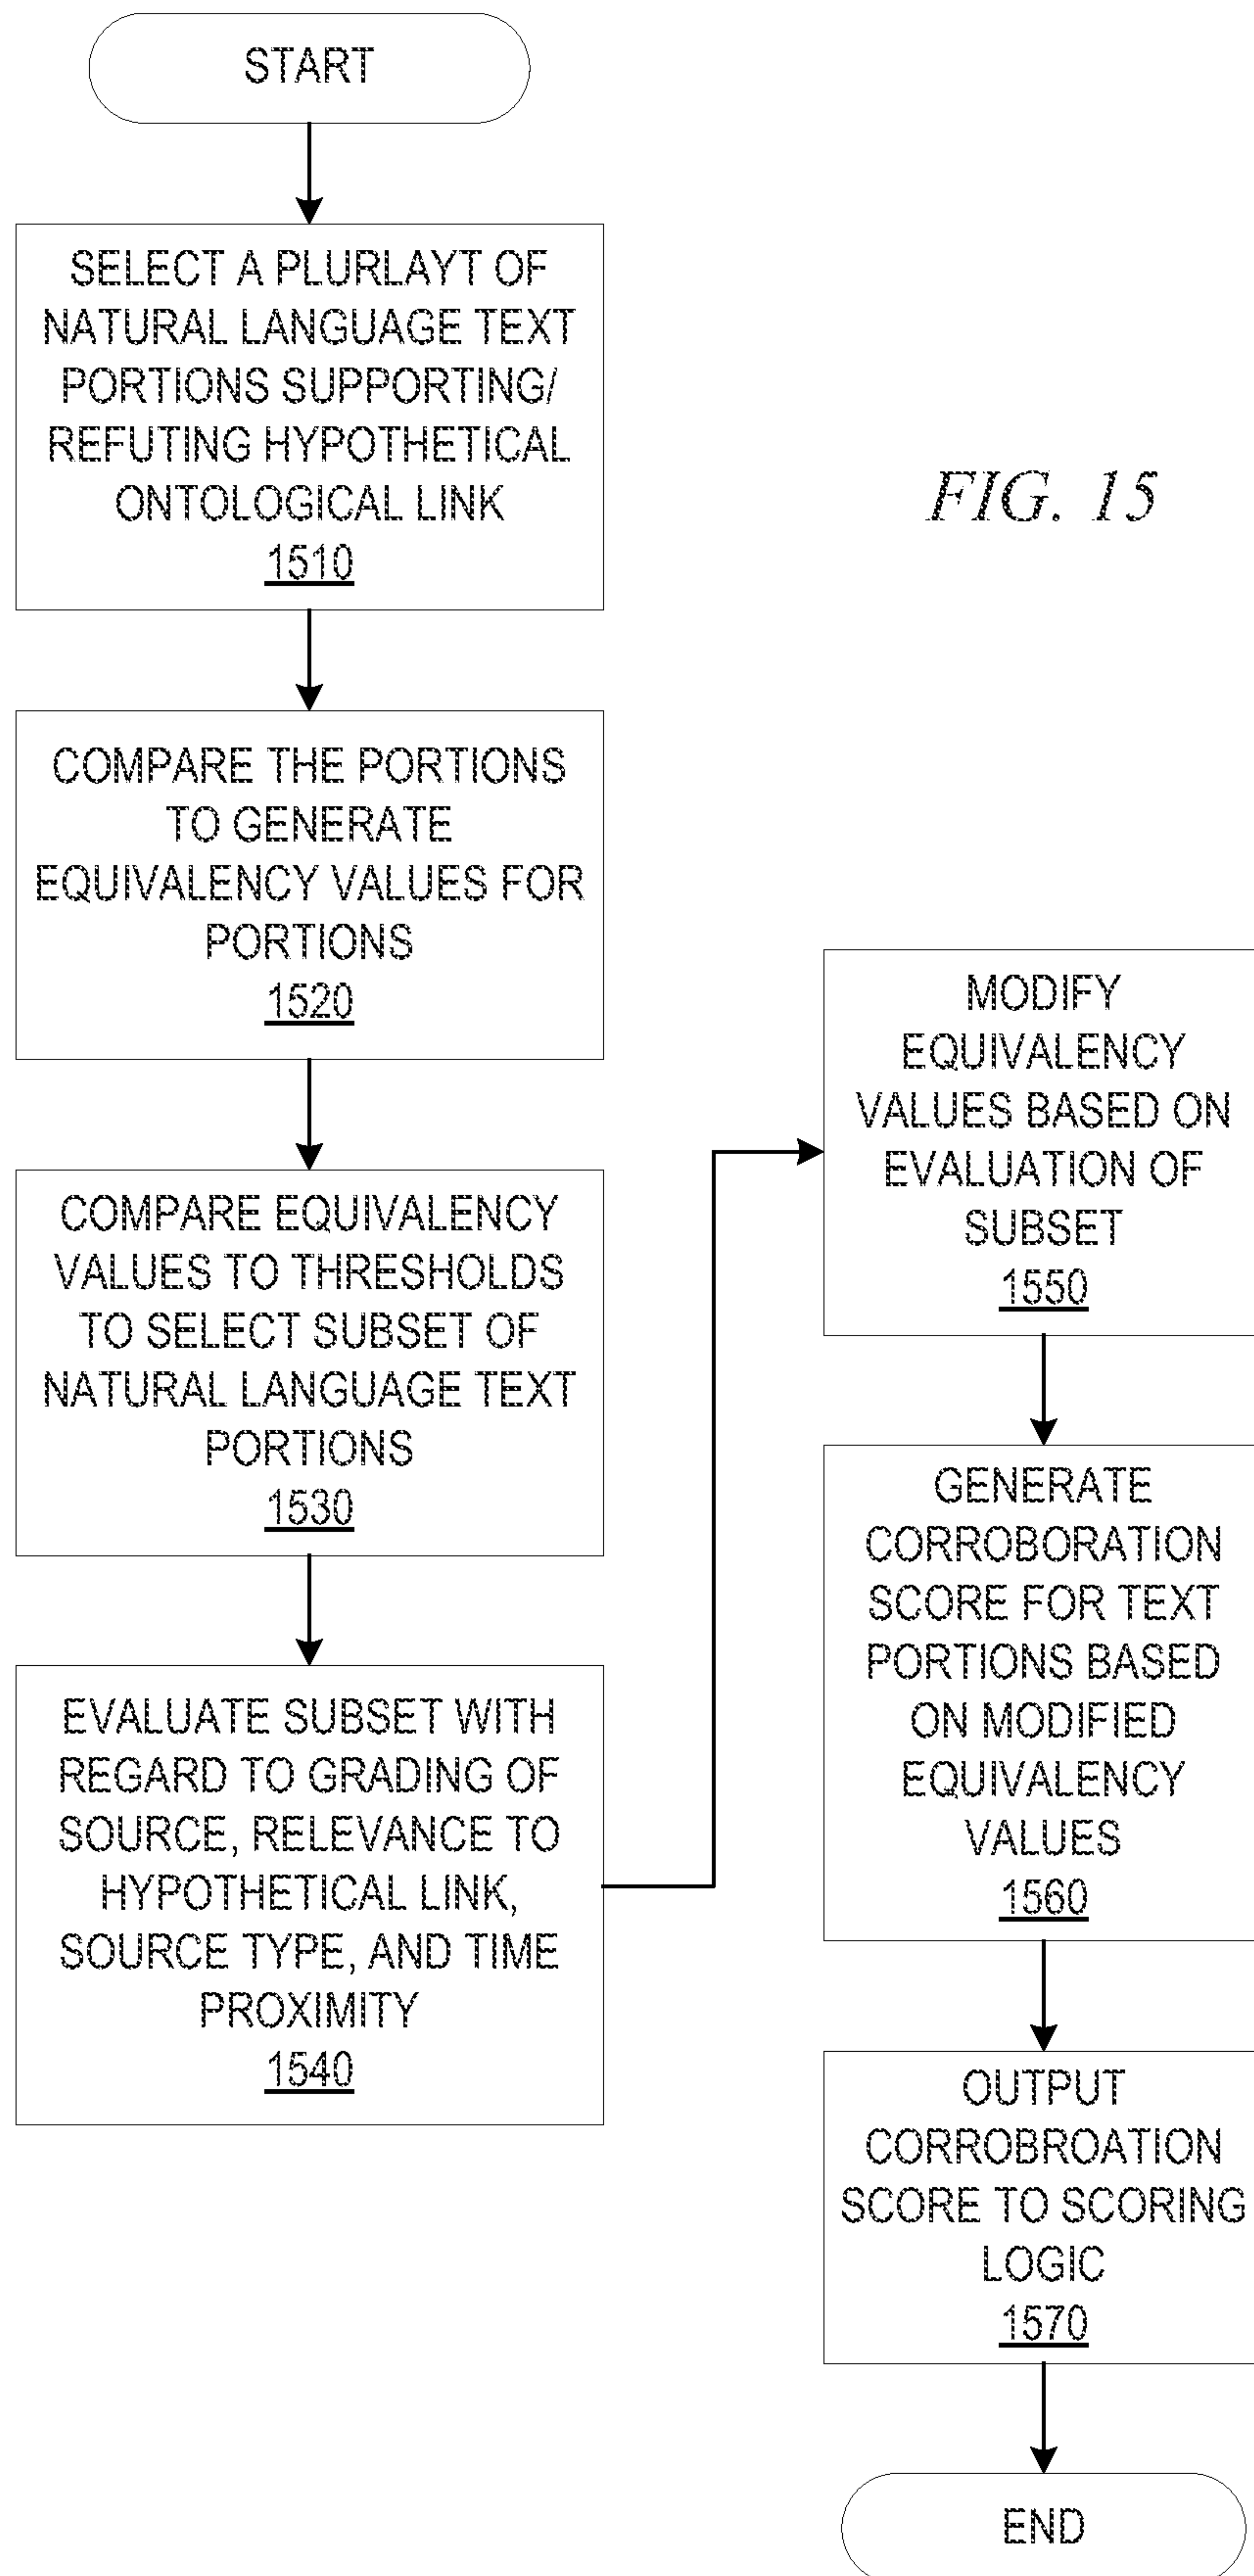 START
SELECT A PLURLAYT OF
NATURAL LANGUAGE TEXT
PORTIONS SUPPORTING/
REFUTING HYPOTHETICAL
ONTOLOGICAL LINK
1510
COMPARE THE PORTIONS
TO GENERATE
EQUIVALENCY VALUES FOR
PORTIONS
1520
COMPARE EQUIVALENCY
VALUES TO THRESHOLDS
TO SELECT SUBSET OF
NATURAL LANGUAGE TEXT
PORTIONS
1530
EVALUATE SUBSET WITH
REGARD TO GRADING OF
SOURCE, RELEVANCE TO
HYPOTHETICAL LINK,
SOURCE TYPE, AND TIME
PROXIMITY
1540
FIG. 15
MODIFY
EQUIVALENCY
VALUES BASED ON
EVALUATION OF
SUBSET
1550
GENERATE
CORROBORATION
SCORE FOR TEXT
PORTIONS BASED
ON MODIFIED
EQUIVALENCY
VALUES
1560
OUTPUT
CORROBROATION
SCORE TO SCORING
LOGIC
1570
END